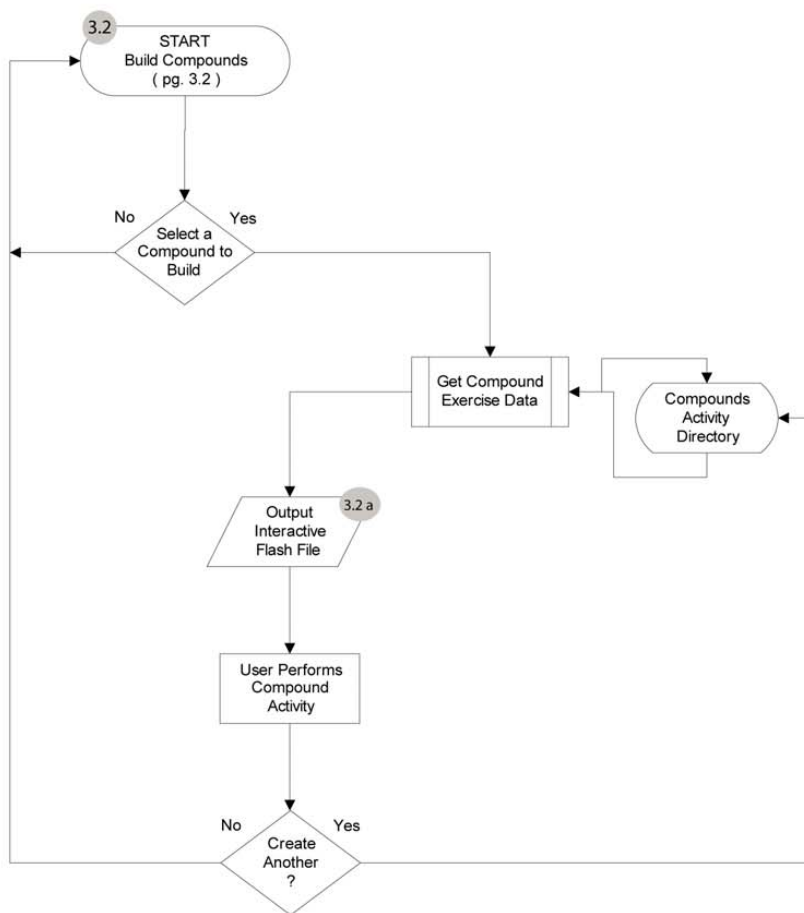 3.2
START
Build Compounds
( pg. 3.2 )
No
Yes
Select a
Compound to
Build
Get Compound
Exercise Data
Compounds
Activity
Directory
Output
Interactive
Flash File
3.2 a
User Performs
Compound
Activity
No
Yes
Create
Another
?